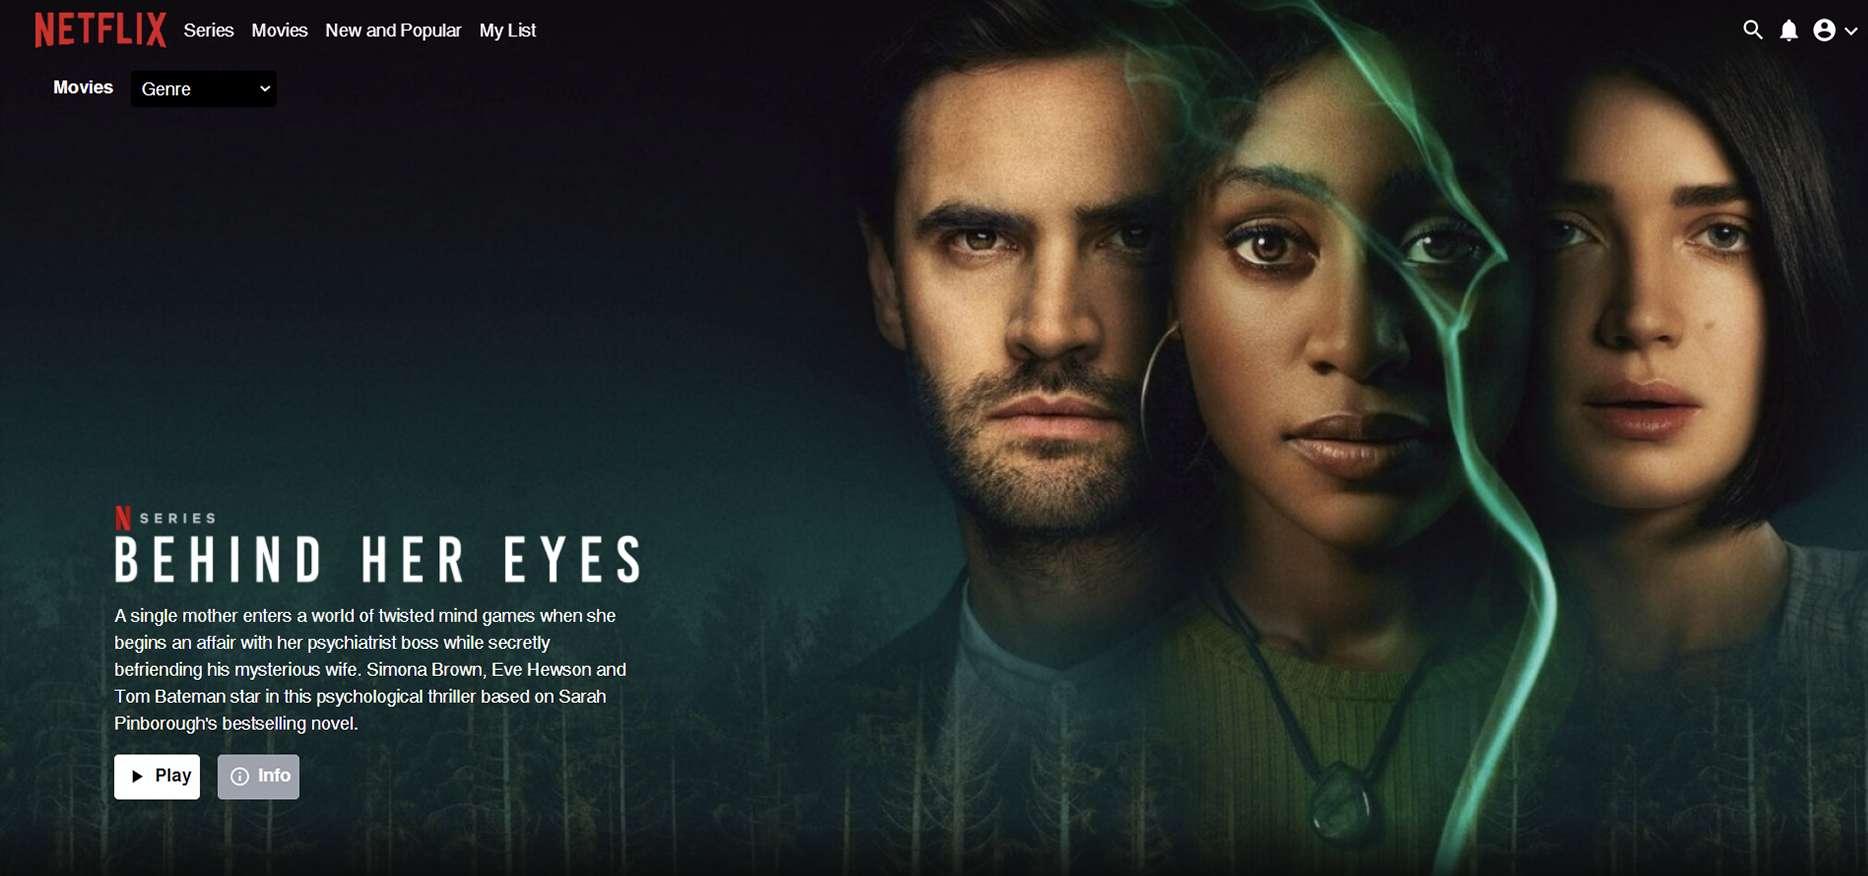 NETFLIX Series Movies New and Popular My List
Movies Genre
N SERIES
BEHIND HER EYES
A single mother enters a world of twisted mind games when she
begins an affair with her psychiatrist boss while secretly
befriending his mysterious wife. Simona Brown, Eve Hewson and
Tom Bateman star in this psychological thriller based on Sarah
Pinborough's bestselling novel.
Play Info